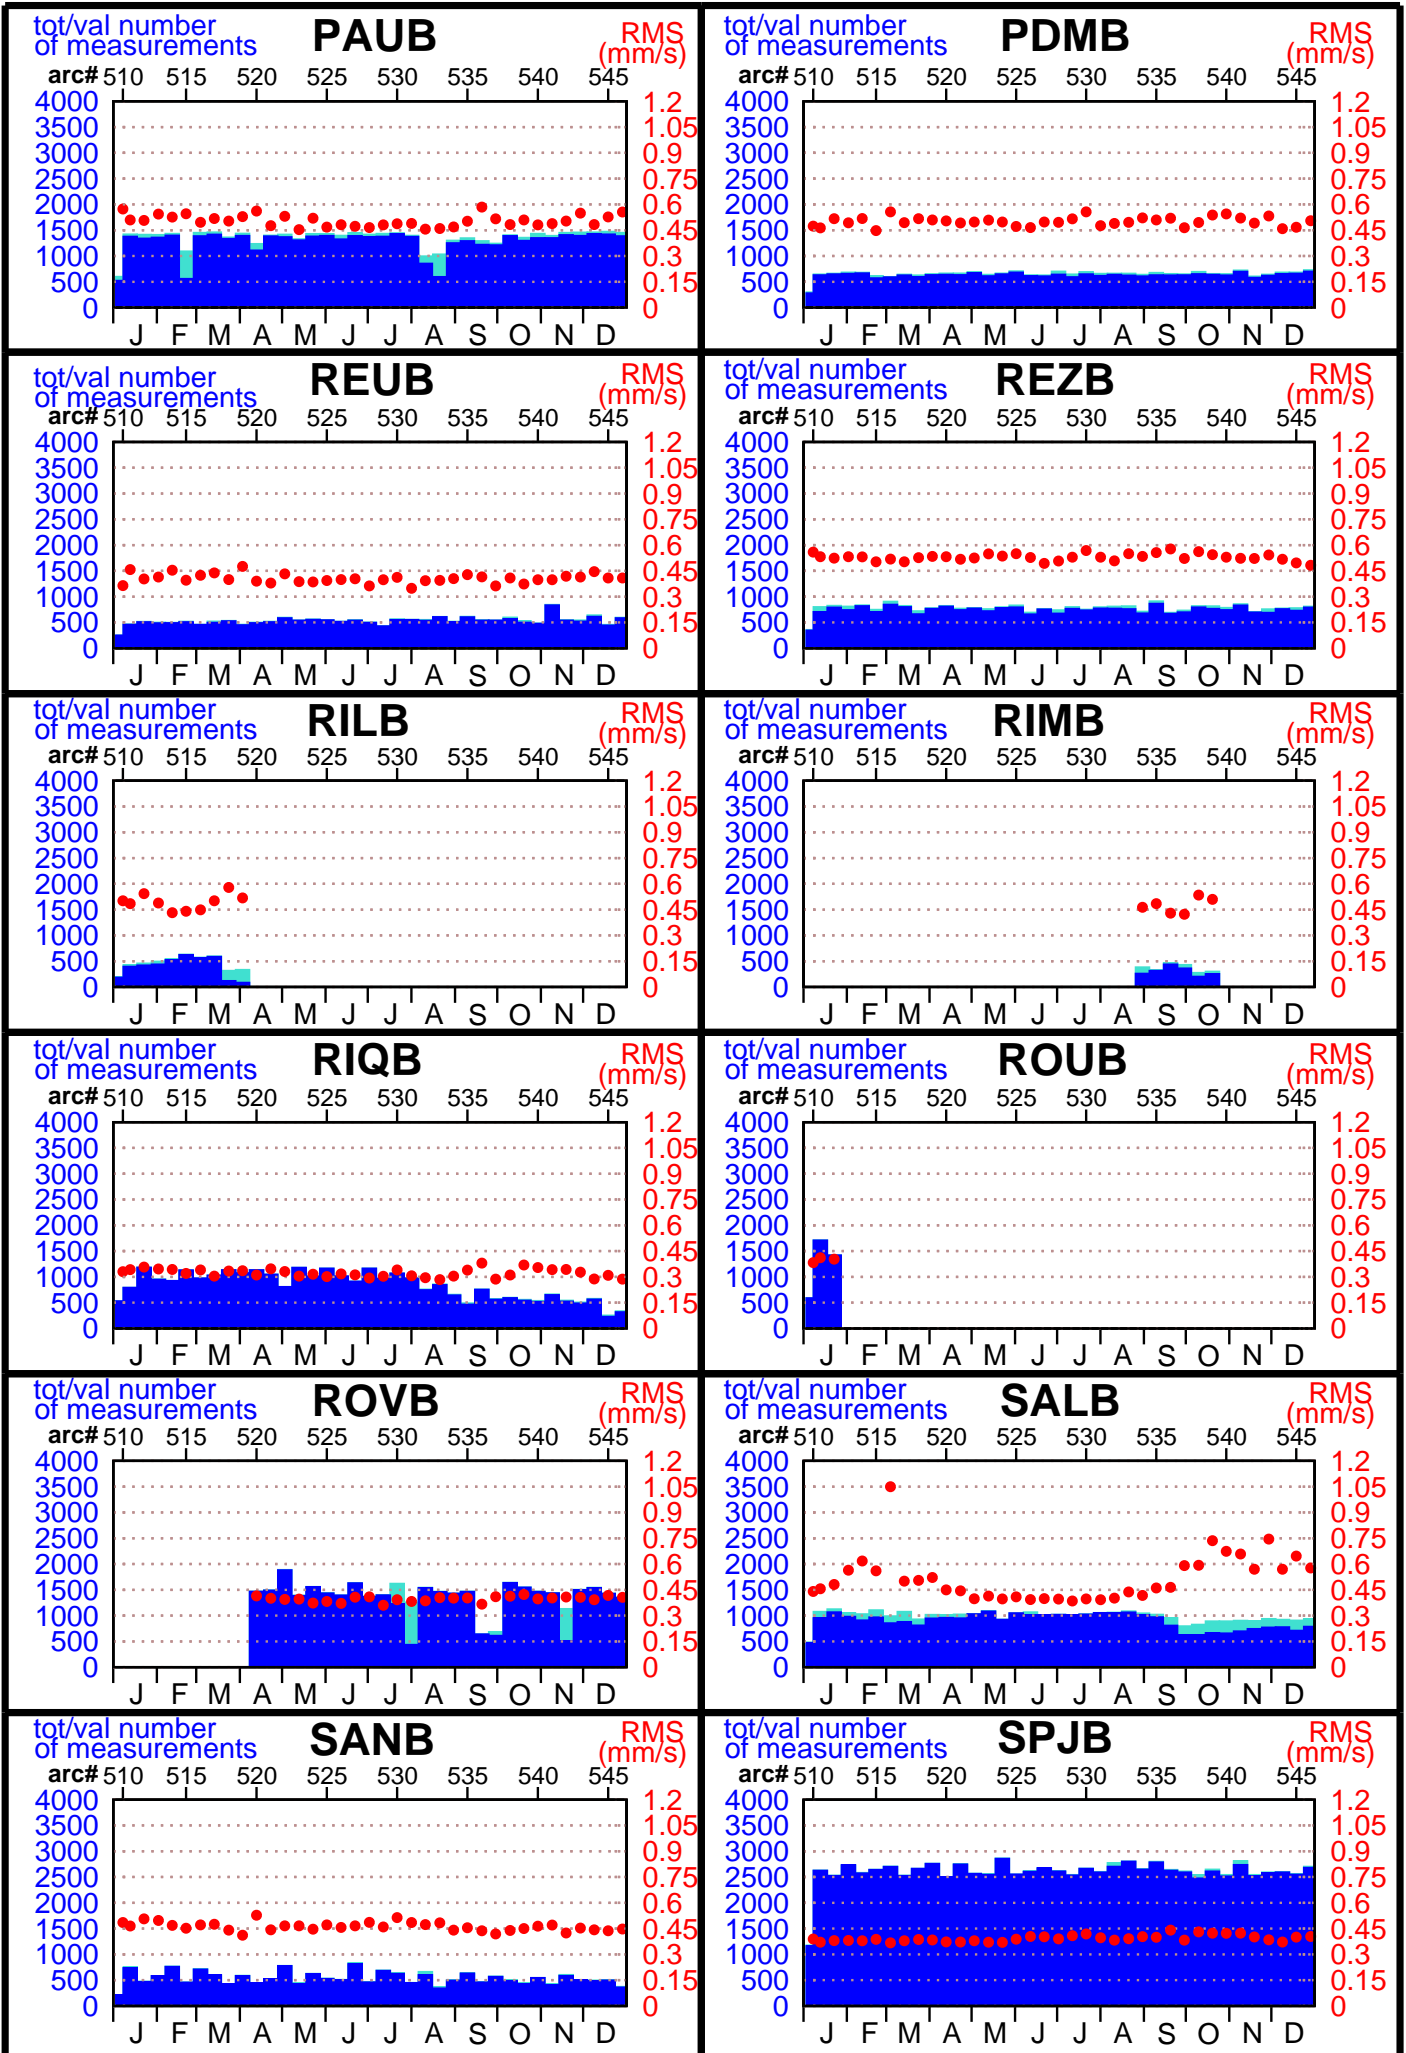 tot/val number
of measurements
PAUB
RMS
(mm/s)
arc# 510 515 520 525 530 535 540 545
4000 1.2
3500 1.05
3000 0.9
2500 0.75
2000 0.6
1500 0.45
1000 0.3
500 0.15
0 0
J F M A M J J A S O N D
tot/val number
of measurements
PDMB
RMS
(mm/s)
arc# 510 515 520 525 530 535 540 545
4000 1.2
3500 1.05
3000 0.9
2500 0.75
2000 0.6
1500 0.45
1000 0.3
500 0.15
0 0
J F M A M J J A S O N D
tot/val number
of measurements
REUB
RMS
(mm/s)
arc# 510 515 520 525 530 535 540 545
4000 1.2
3500 1.05
3000 0.9
2500 0.75
2000 0.6
1500 0.45
1000 0.3
500 0.15
0 0
J F M A M J J A S O N D
tot/val number
of measurements
REZB
RMS
(mm/s)
arc# 510 515 520 525 530 535 540 545
4000 1.2
3500 1.05
3000 0.9
2500 0.75
2000 0.6
1500 0.45
1000 0.3
500 0.15
0 0
J F M A M J J A S O N D
tot/val number
of measurements
RILB
RMS
(mm/s)
arc# 510 515 520 525 530 535 540 545
4000 1.2
3500 1.05
3000 0.9
2500 0.75
2000 0.6
1500 0.45
1000 0.3
500 0.15
0 0
J F M A M J J A S O N D
tot/val number
of measurements
RIMB
RMS
(mm/s)
arc# 510 515 520 525 530 535 540 545
4000 1.2
3500 1.05
3000 0.9
2500 0.75
2000 0.6
1500 0.45
1000 0.3
500 0.15
0 0
J F M A M J J A S O N D
tot/val number
of measurements
RIQB
RMS
(mm/s)
arc# 510 515 520 525 530 535 540 545
4000 1.2
3500 1.05
3000 0.9
2500 0.75
2000 0.6
1500 0.45
1000 0.3
500 0.15
0 0
J F M A M J J A S O N D
tot/val number
of measurements
ROUB
RMS
(mm/s)
arc# 510 515 520 525 530 535 540 545
4000 1.2
3500 1.05
3000 0.9
2500 0.75
2000 0.6
1500 0.45
1000 0.3
500 0.15
0 0
J F M A M J J A S O N D
tot/val number
of measurements
ROVB
RMS
(mm/s)
arc# 510 515 520 525 530 535 540 545
4000 1.2
3500 1.05
3000 0.9
2500 0.75
2000 0.6
1500 0.45
1000 0.3
500 0.15
0 0
J F M A M J J A S O N D
tot/val number
of measurements
SALB
RMS
(mm/s)
arc# 510 515 520 525 530 535 540 545
4000 1.2
3500 1.05
3000 0.9
2500 0.75
2000 0.6
1500 0.45
1000 0.3
500 0.15
0 0
J F M A M J J A S O N D
tot/val number
of measurements
SANB
RMS
(mm/s)
arc# 510 515 520 525 530 535 540 545
4000 1.2
3500 1.05
3000 0.9
2500 0.75
2000 0.6
1500 0.45
1000 0.3
500 0.15
0 0
J F M A M J J A S O N D
tot/val number
of measurements
SPJB
RMS
(mm/s)
arc# 510 515 520 525 530 535 540 545
4000 1.2
3500 1.05
3000 0.9
2500 0.75
2000 0.6
1500 0.45
1000 0.3
500 0.15
0 0
J F M A M J J A S O N D